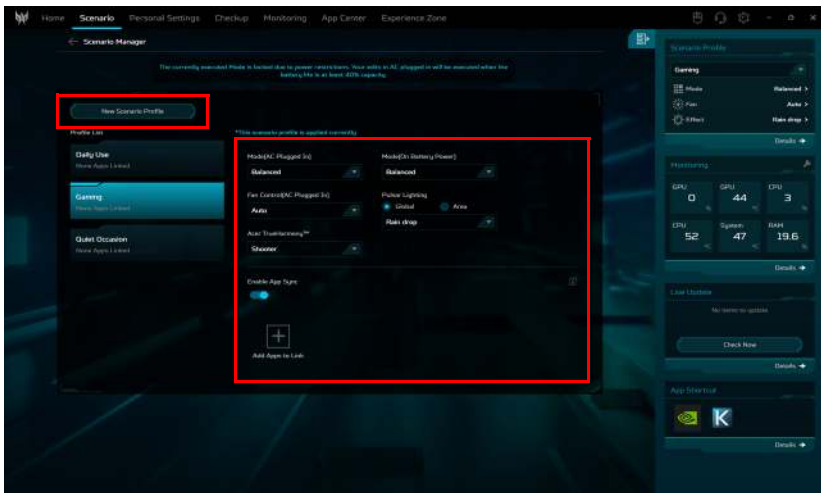 Home Scenario Personal Settings Checkup Monitoring App Center Experience Zone
Scenario Manager
The currently executed Mode is locked due to power restrictions. Your edits in AC plugged in will be executed when the
battery life is at least 40% capacity.
New Scenario Profile
Profile List
Daily Use
None Apps Linked
Gaming
None Apps Linked
Quiet Occasion
None Apps Linked
*This scenario profile is applied currently.
Mode(AC Plugged In)
Balanced
Mode(On Battery Power)
Balanced
Fan Control(AC Plugged In)
Auto
Pulsar Lighting
Global Area
Rain drop
Acer TrueHarmony™
Shooter
Enable App Sync
Add Apps to Link
Scenario Profile
Gaming
Mode Balanced >
Fan Auto >
Effect Rain drop >
Details
Monitoring
GPU GPU CPU
0 % 44 °C 3 %
CPU System RAM
52 °C 47 °C 19.6 %
Details
Live Update
No items to update
Check Now
Details
App Shortcut
K
Details